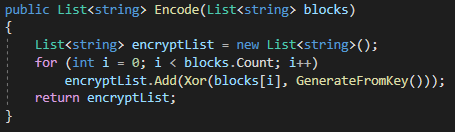 public List<string> Encode(List<string> blocks)
{
    List<string> encryptList = new List<string>();
    for (int i = 0; i < blocks.Count; i++)
        encryptList.Add(Xor(blocks[i], GenerateFromKey()));
    return encryptList;
}